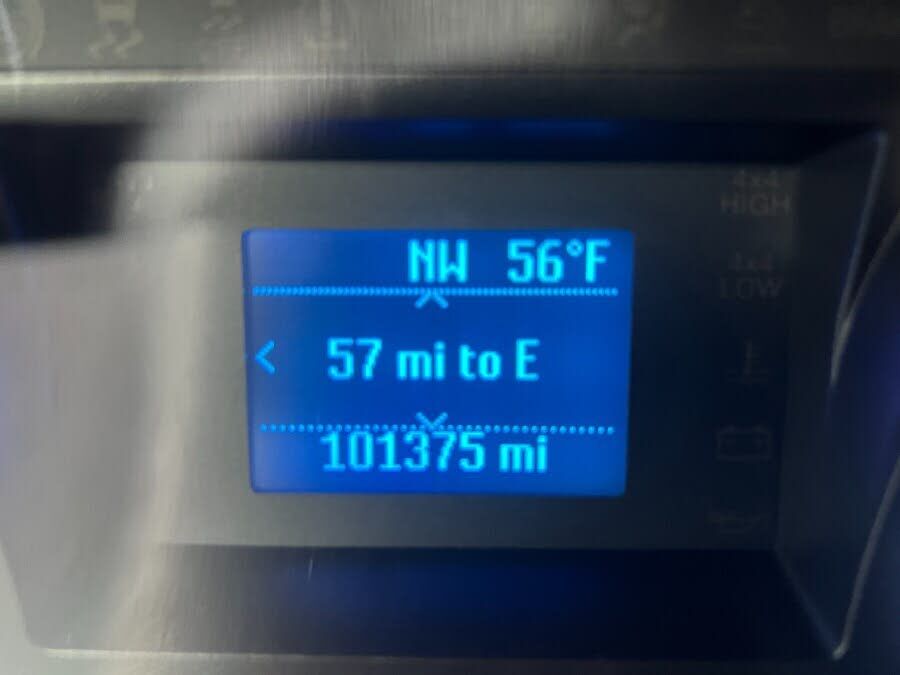 NW 56°F
57 mi to E
101375 mi
4x4
HIGH
4x4
LOW